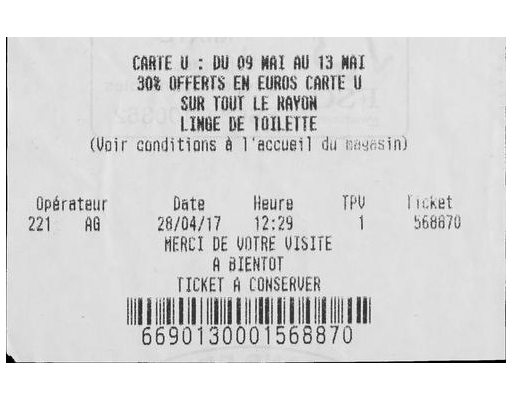 CARTE U : DU 09 MAI AU 13 MAI
30% OFFERTS EN EUROS CARTE U
SUR TOUT LE RAYON
LINGE DE TOILETTE
(Voir conditions à l'accueil du magasin)
Opérateur Date Heure TPV Ticket
221 AG 28/04/17 12:29 1 568870
MERCI DE VOTRE VISITE
A BIENTOT
TICKET A CONSERVER
6690130001568870